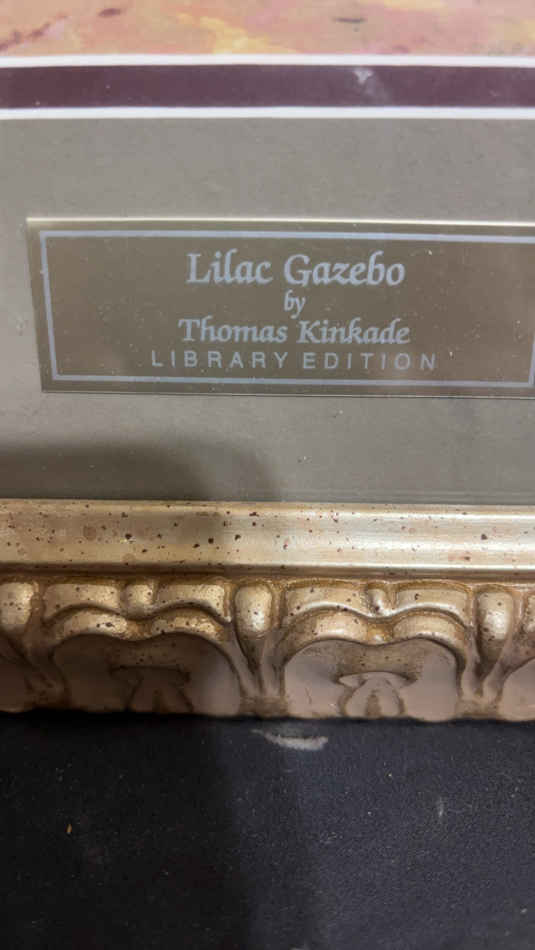 Lilac Gazebo
by
Thomas Kinkade
LIBRARY EDITION